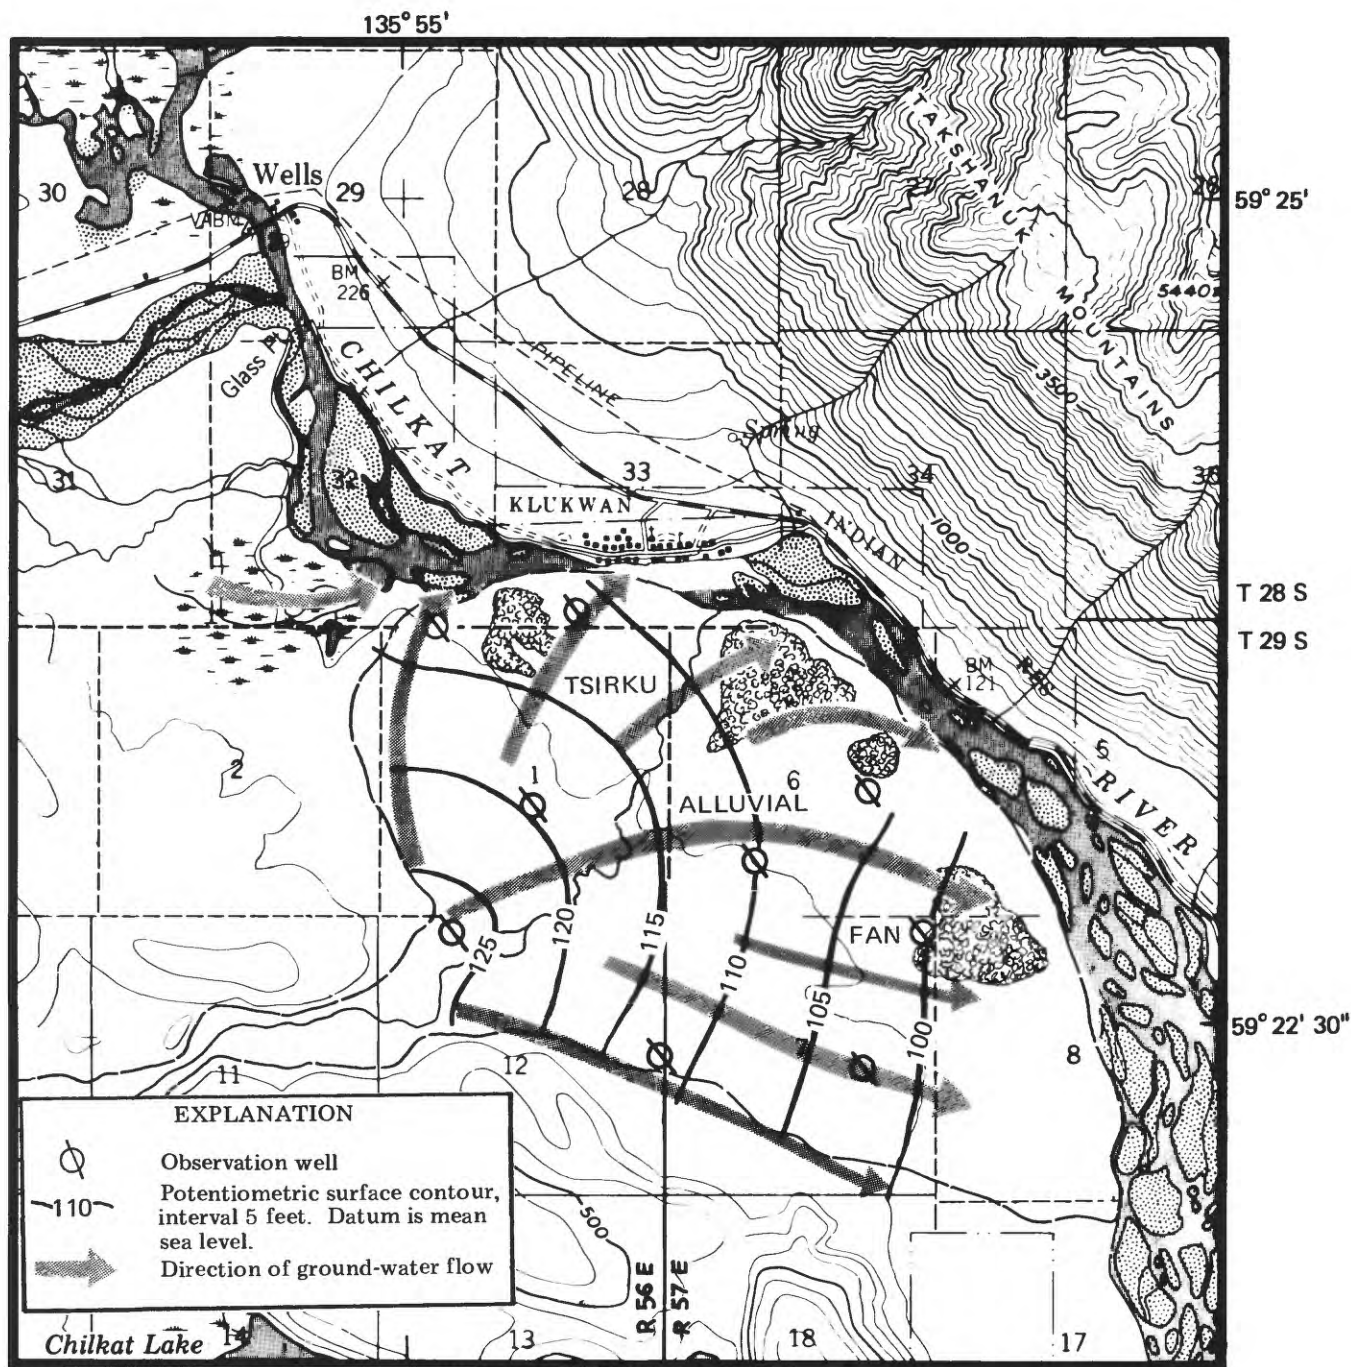 135° 55'
TAKSHANUK MOUNTAINS
30
Wells
29
28
59° 25'
VABM
BM
226
5440
CHILKAT
Glass
PIPELINE
3500
Spring
31
32
33
34
KLUKWAN
INDIAN
1000
T 28 S
T 29 S
BM
121
TSIRKU
2
1
6
5
RIVER
ALLUVIAL
FAN
125
120
115
110
105
100
59° 22' 30"
11
12
8
EXPLANATION
Observation well
110
Potentiometric surface contour,
interval 5 feet. Datum is mean
sea level.
Direction of ground-water flow
500
R 56 E
R 57 E
Chilkat Lake
14
13
18
17